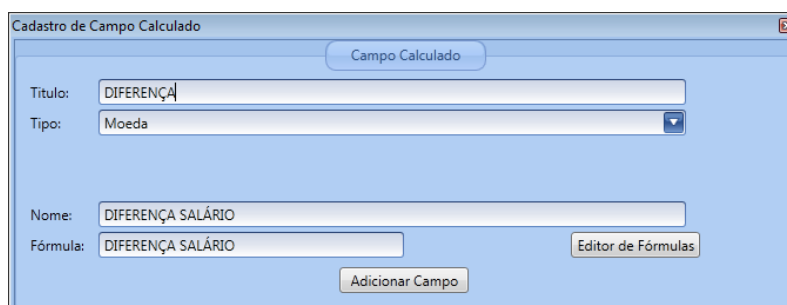 Cadastro de Campo Calculado
Campo Calculado
Titulo: DIFERENÇA
Tipo: Moeda
Nome: DIFERENÇA SALÁRIO
Fórmula: DIFERENÇA SALÁRIO Editor de Fórmulas
Adicionar Campo